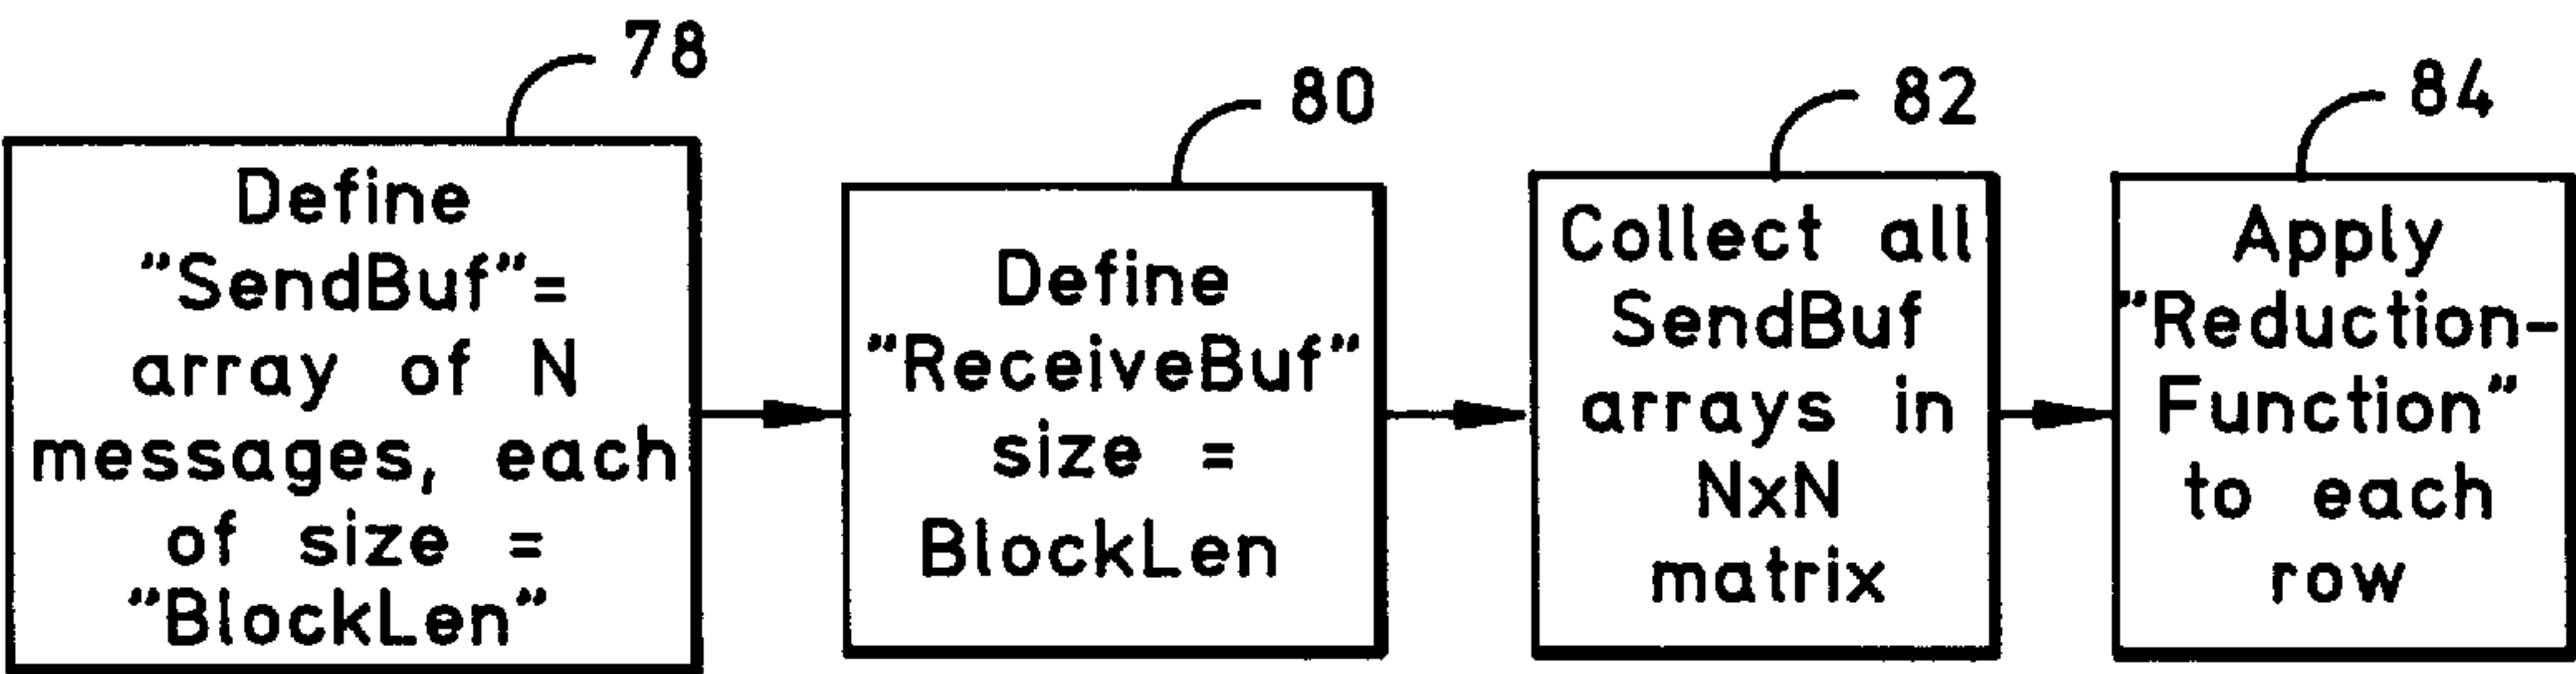 78
Define
"SendBuf"=
array of N
messages, each
of size =
"BlockLen"
80
Define
"ReceiveBuf"
size =
BlockLen
82
Collect all
SendBuf
arrays in
NxN
matrix
84
Apply
"Reduction-
Function"
to each
row